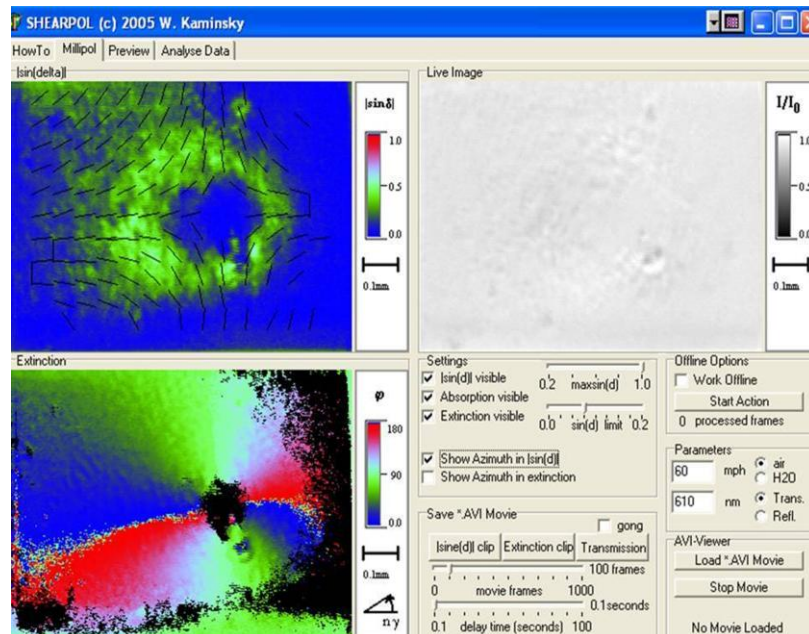 SHEARPOL (c) 2005 W. Kaminsky
HowTo Millipol Preview Analyse Data
|sin(delta)|
|sinδ|
1.0
0.5
0.0
0.1mm
Live Image
I/I0
1.0
0.5
0.0
0.1mm
Extinction
φ
180
90
0.0
0.1mm
nγ
Settings
|sin(d)| visible
Absorption visible
Extinction visible
0.2 maxsin(d) 1.0
0.0 sin(d) limit 0.2
Show Azimuth in |sin(d)|
Show Azimuth in extinction
Save *.AVI Movie
gong
|sine(d)| clip Extinction clip Transmission
100 frames
0 movie frames 1000
0.1seconds
0.1 delay time (seconds) 100
Offline Options
Work Offline
Start Action
0 processed frames
Parameters
60 mph air
H2O
610 nm Trans.
Refl.
AVI-Viewer
Load *.AVI Movie
Stop Movie
No Movie Loaded